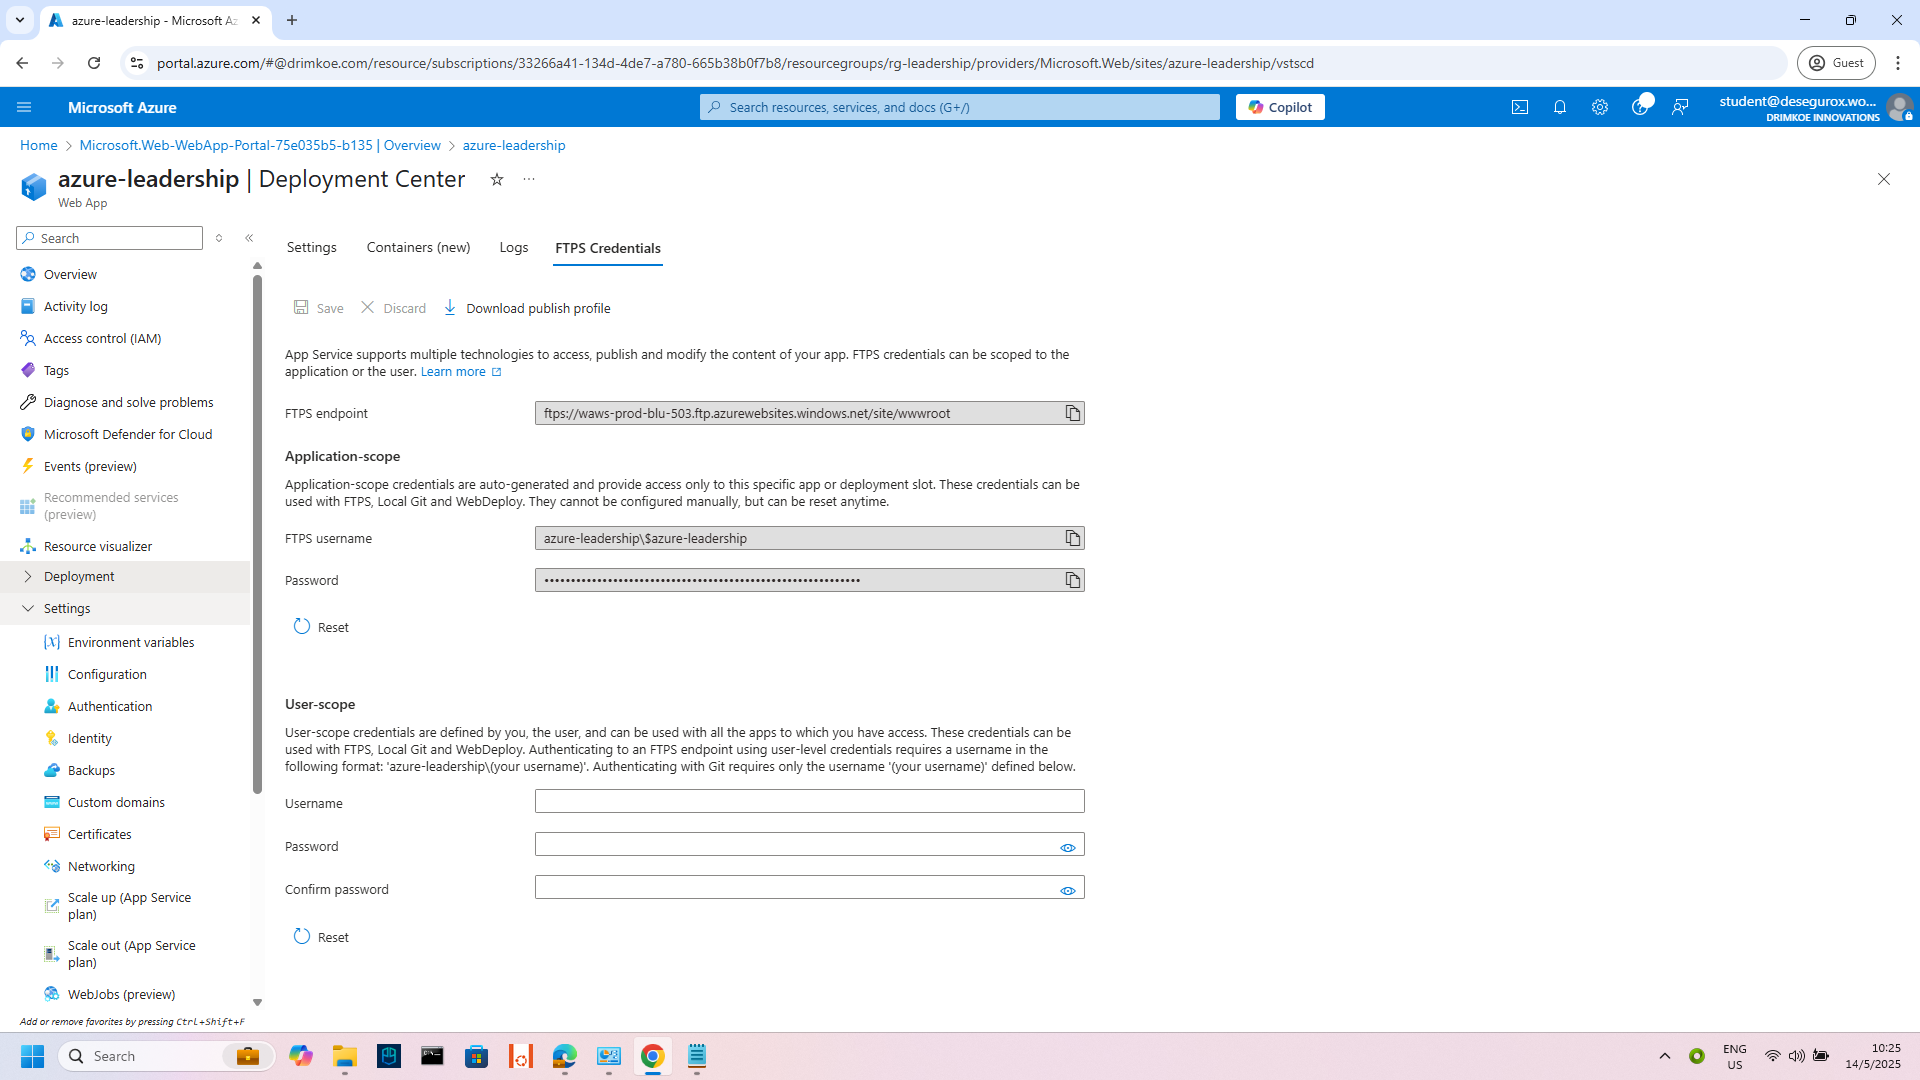 azure-leadership - Microsoft Az
portal.azure.com/#@drimkoe.com/resource/subscriptions/33266a41-134d-4de7-a780-665b38b0f7b8/resourcegroups/rg-leadership/providers/Microsoft.Web/sites/azure-leadership/vstscd
Guest
Microsoft Azure
Search resources, services, and docs (G+/)
Copilot
student@desegurox.wo...
DRIMKOE INNOVATIONS
Home > Microsoft.Web-WebApp-Portal-75e035b5-b135 | Overview > azure-leadership
azure-leadership | Deployment Center
Web App
Search
Overview
Activity log
Access control (IAM)
Tags
Diagnose and solve problems
Microsoft Defender for Cloud
Events (preview)
Recommended services
(preview)
Resource visualizer
Deployment
Settings
Environment variables
Configuration
Authentication
Identity
Backups
Custom domains
Certificates
Networking
Scale up (App Service
plan)
Scale out (App Service
plan)
WebJobs (preview)
Add or remove favorites by pressing Ctrl+Shift+F
Settings Containers (new) Logs FTPS Credentials
Save Discard Download publish profile
App Service supports multiple technologies to access, publish and modify the content of your app. FTPS credentials can be scoped to the
application or the user. Learn more
FTPS endpoint ftps://waws-prod-blu-503.ftp.azurewebsites.windows.net/site/wwwroot
Application-scope
Application-scope credentials are auto-generated and provide access only to this specific app or deployment slot. These credentials can be
used with FTPS, Local Git and WebDeploy. They cannot be configured manually, but can be reset anytime.
FTPS username azure-leadership\$azure-leadership
Password
Reset
User-scope
User-scope credentials are defined by you, the user, and can be used with all the apps to which you have access. These credentials can be
used with FTPS, Local Git and WebDeploy. Authenticating to an FTPS endpoint using user-level credentials requires a username in the
following format: 'azure-leadership\(your username)'. Authenticating with Git requires only the username '(your username)' defined below.
Username
Password
Confirm password
Reset
Search
ENG
US
10:25
14/5/2025